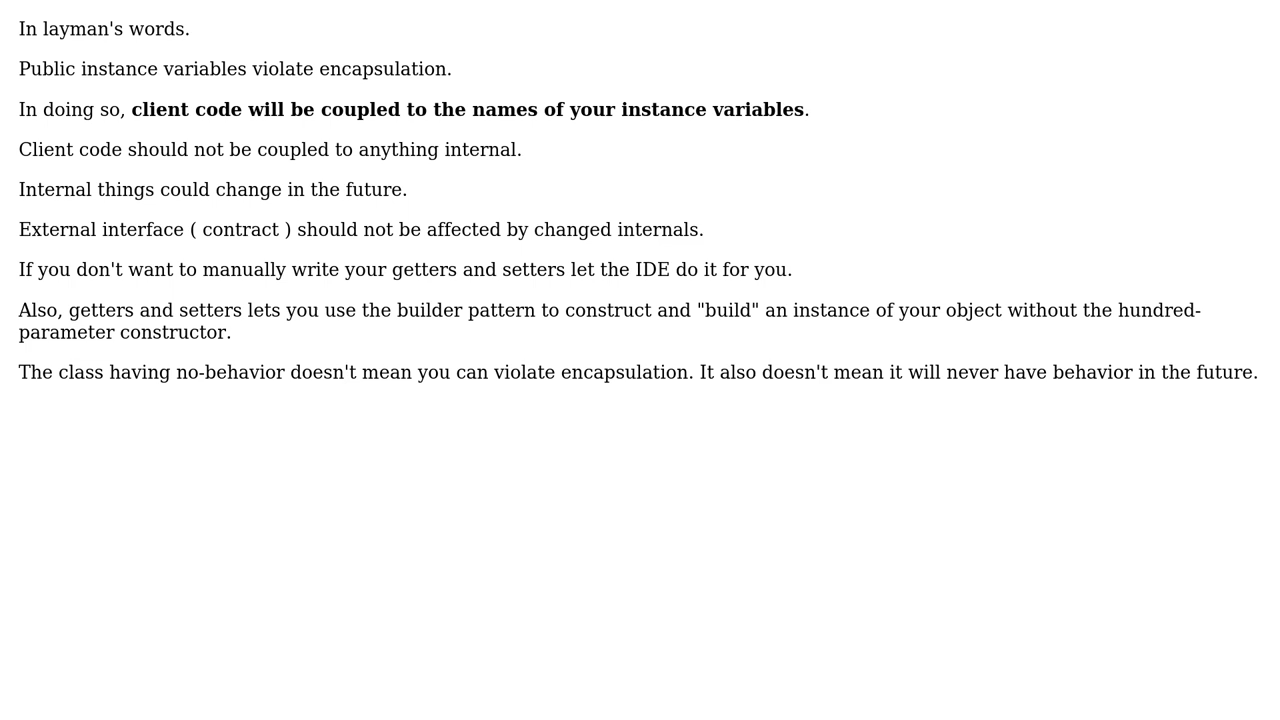 In layman's words.
Public instance variables violate encapsulation.
In doing so, client code will be coupled to the names of your instance variables.
Client code should not be coupled to anything internal.
Internal things could change in the future.
External interface ( contract ) should not be affected by changed internals.
If you don't want to manually write your getters and setters let the IDE do it for you.
Also, getters and setters lets you use the builder pattern to construct and "build" an instance of your object without the hundred-
parameter constructor.
The class having no-behavior doesn't mean you can violate encapsulation. It also doesn't mean it will never have behavior in the future.